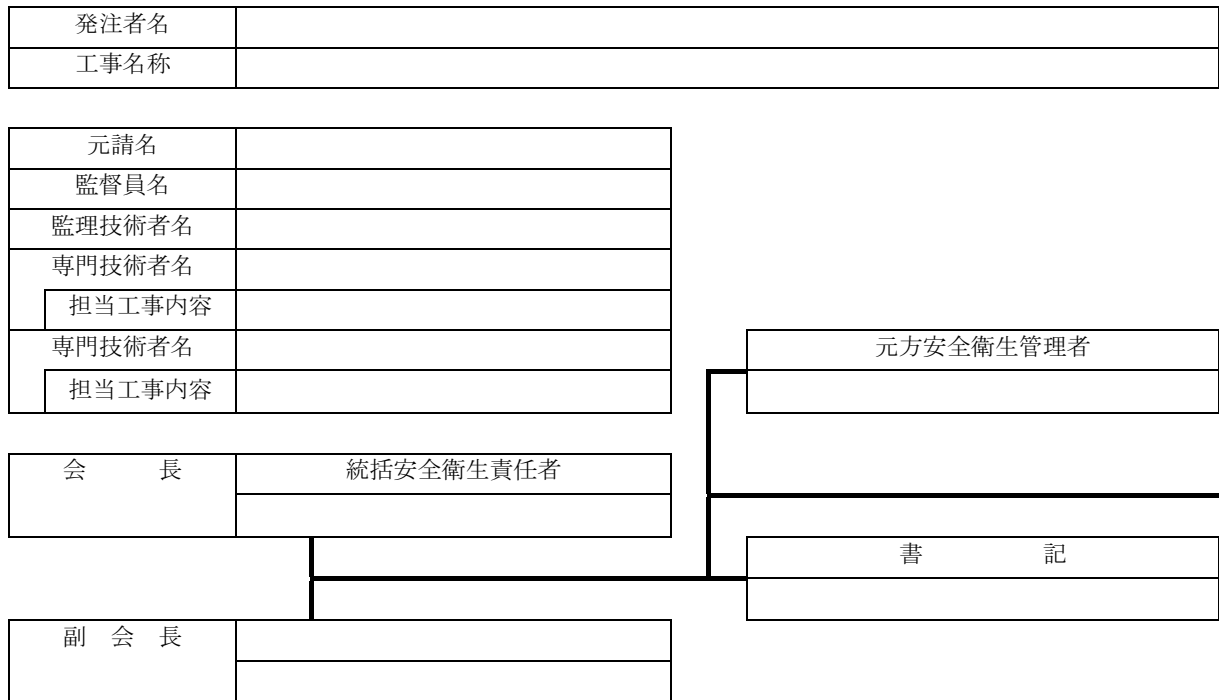 発注者名
工事名称
元請名
監督員名
監理技術者名
専門技術者名
担当工事内容
専門技術者名
担当工事内容
元方安全衛生管理者
会　　　長
統括安全衛生責任者
書　　　　　記
副　会　長